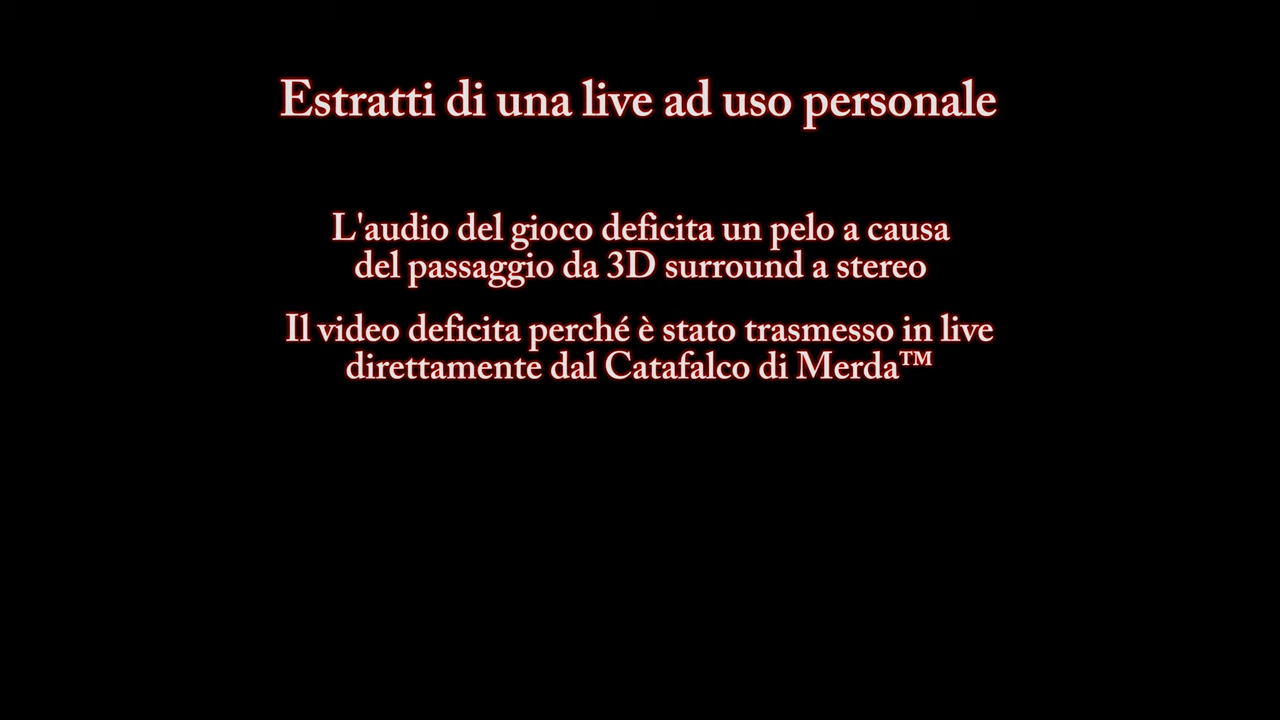 Estratti di una live ad uso personale
L'audio del gioco deficita un pelo a causa
del passaggio da 3D surround a stereo
Il video deficita perché è stato trasmesso in live
direttamente dal Catafalco di Merda™